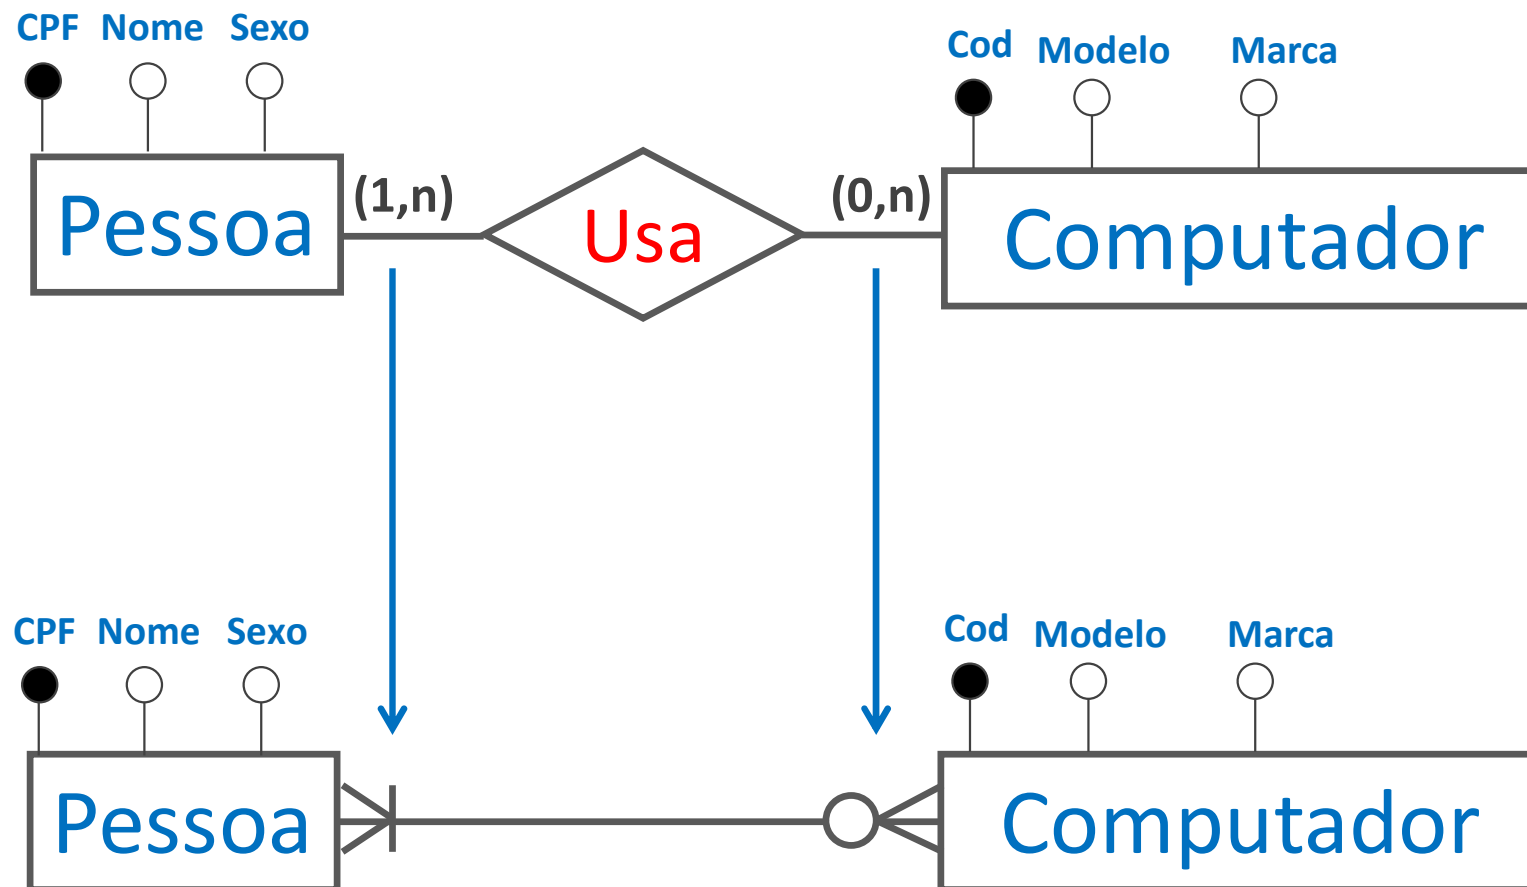 CPF Nome Sexo
Cod Modelo Marca
Pessoa (1,n) Usa (0,n) Computador
CPF Nome Sexo
Cod Modelo Marca
Pessoa Computador